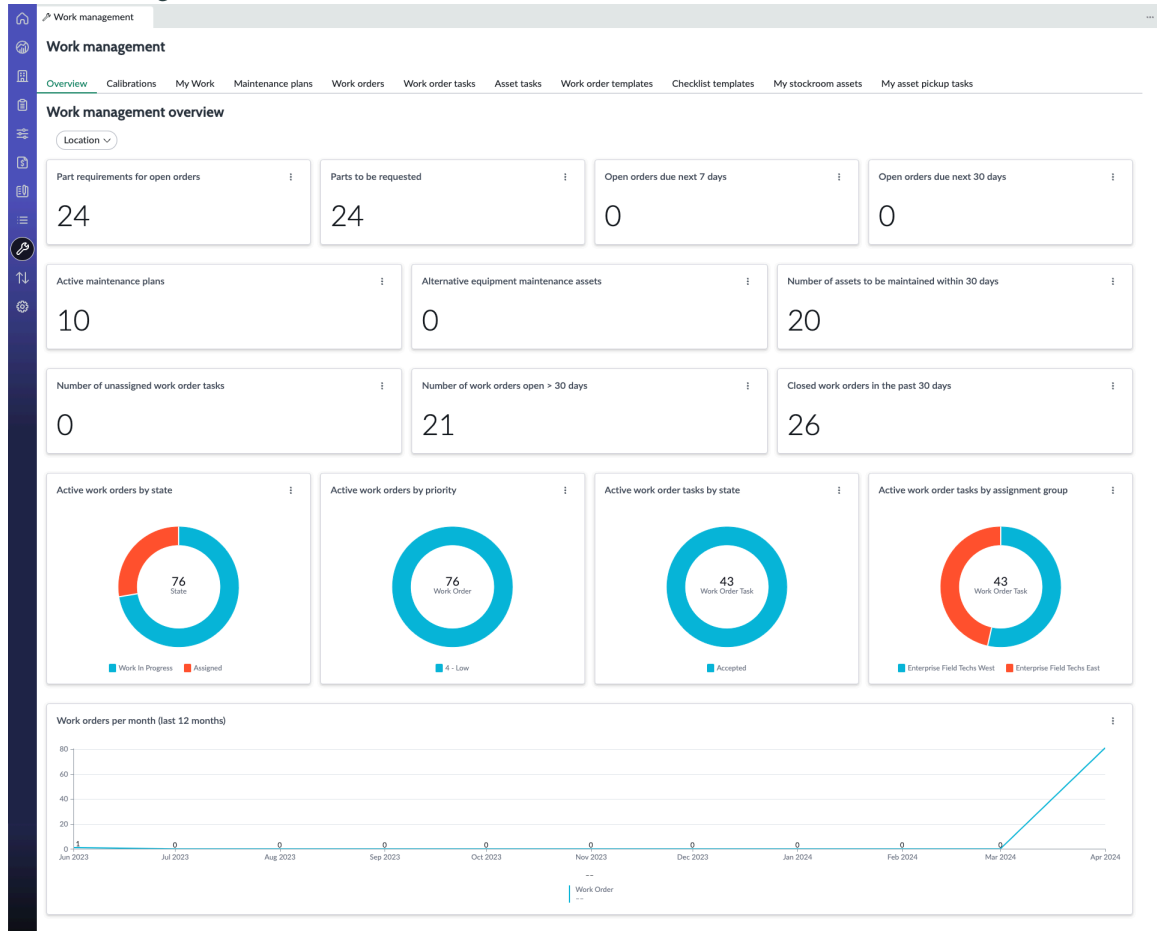 Work management
Work management
Overview Calibrations My Work Maintenance plans Work orders Work order tasks Asset tasks Work order templates Checklist templates My stockroom assets My asset pickup tasks
Work management overview
Location
Part requirements for open orders Parts to be requested Open orders due next 7 days Open orders due next 30 days
24 24 0 0
Active maintenance plans Alternative equipment maintenance assets Number of assets to be maintained within 30 days
10 0 20
Number of unassigned work order tasks Number of work orders open > 30 days Closed work orders in the past 30 days
0 21 26
Active work orders by state Active work orders by priority Active work order tasks by state Active work order tasks by assignment group
76 76 43 43
State Work Order Work Order Task Work Order Task
Work In Progress Assigned 4 - Low Accepted Enterprise Field Techs West Enterprise Field Techs East
Work orders per month (last 12 months)
80
60
40
20
0 1 0 0 0 0 0 0 0 0 0
Jun 2023 Jul 2023 Aug 2023 Sep 2023 Oct 2023 Nov 2023 Dec 2023 Jan 2024 Feb 2024 Mar 2024 Apr 2024
--
Work Order
--